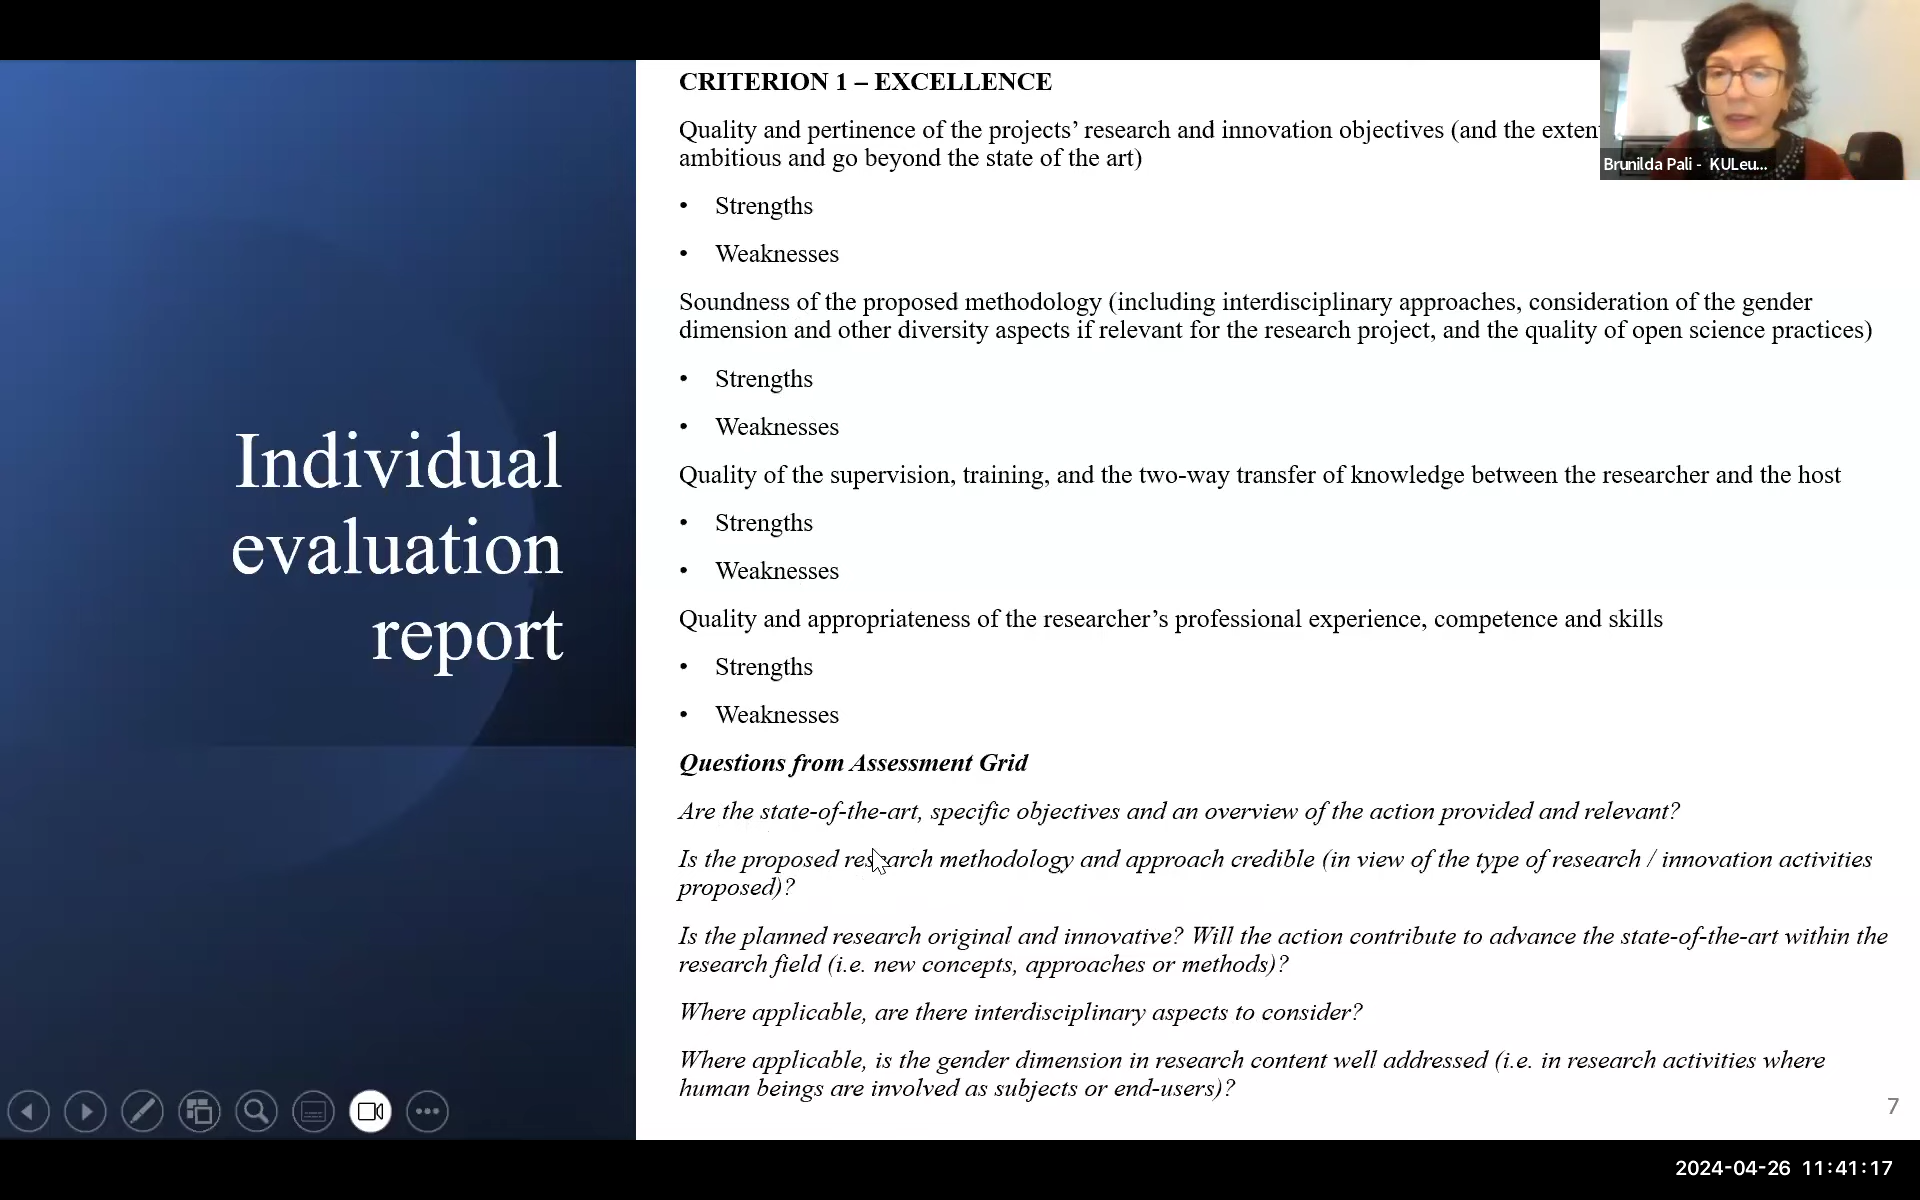 CRITERION 1 – EXCELLENCE
Quality and pertinence of the projects’ research and innovation objectives (and the exten
ambitious and go beyond the state of the art)
• Strengths
• Weaknesses
Soundness of the proposed methodology (including interdisciplinary approaches, consideration of the gender
dimension and other diversity aspects if relevant for the research project, and the quality of open science practices)
• Strengths
• Weaknesses
Quality of the supervision, training, and the two-way transfer of knowledge between the researcher and the host
• Strengths
• Weaknesses
Quality and appropriateness of the researcher’s professional experience, competence and skills
• Strengths
• Weaknesses
Questions from Assessment Grid
Are the state-of-the-art, specific objectives and an overview of the action provided and relevant?
Is the proposed research methodology and approach credible (in view of the type of research / innovation activities
proposed)?
Is the planned research original and innovative? Will the action contribute to advance the state-of-the-art within the
research field (i.e. new concepts, approaches or methods)?
Where applicable, are there interdisciplinary aspects to consider?
Where applicable, is the gender dimension in research content well addressed (i.e. in research activities where
human beings are involved as subjects or end-users)?
Individual
evaluation
report
Brunilda Pali - KULeu...
7
2024-04-26 11:41:17